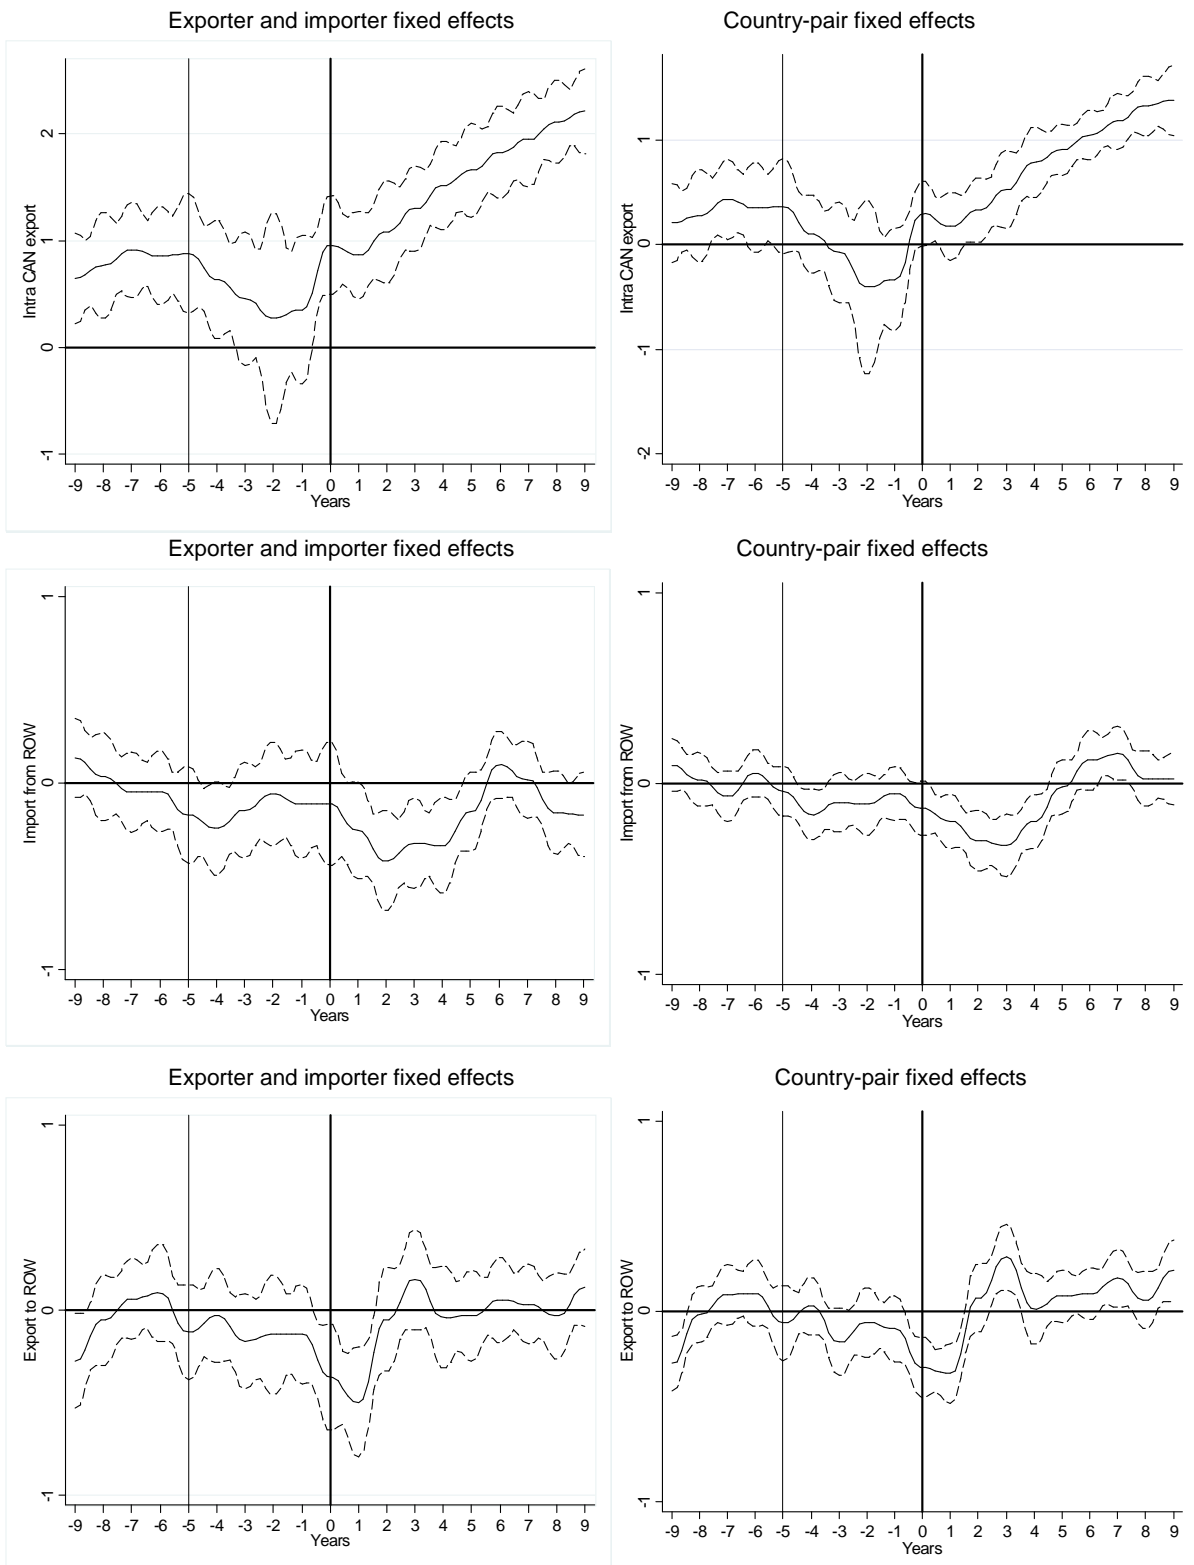 Exporter and importer fixed effects
Country-pair fixed effects
Intra CAN export
2
1
0
-1
-9 -8 -7 -6 -5 -4 -3 -2 -1 0 1 2 3 4 5 6 7 8 9
Years
Intra CAN export
1
0
-1
-2
-9 -8 -7 -6 -5 -4 -3 -2 -1 0 1 2 3 4 5 6 7 8 9
Years
Exporter and importer fixed effects
Country-pair fixed effects
Import from ROW
1
0
-1
-9 -8 -7 -6 -5 -4 -3 -2 -1 0 1 2 3 4 5 6 7 8 9
Years
Import from ROW
1
0
-1
-9 -8 -7 -6 -5 -4 -3 -2 -1 0 1 2 3 4 5 6 7 8 9
Years
Exporter and importer fixed effects
Country-pair fixed effects
Export to ROW
1
0
-1
-9 -8 -7 -6 -5 -4 -3 -2 -1 0 1 2 3 4 5 6 7 8 9
Years
Export to ROW
1
0
-1
-9 -8 -7 -6 -5 -4 -3 -2 -1 0 1 2 3 4 5 6 7 8 9
Years